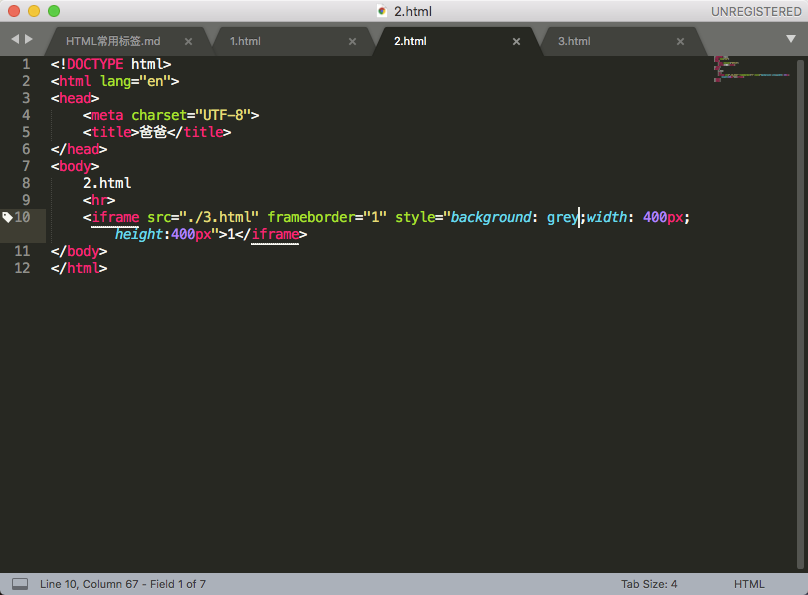 2.html
UNREGISTERED
HTML常用标签.md
1.html
2.html
3.html
1 <!DOCTYPE html>
2 <html lang="en">
3 <head>
4 <meta charset="UTF-8">
5 <title>爸爸</title>
6 </head>
7 <body>
8 2.html
9 <hr>
10 <iframe src="./3.html" frameborder="1" style="background: grey;width: 400px;
height:400px">1</iframe>
11 </body>
12 </html>
Line 10, Column 67 - Field 1 of 7
Tab Size: 4
HTML